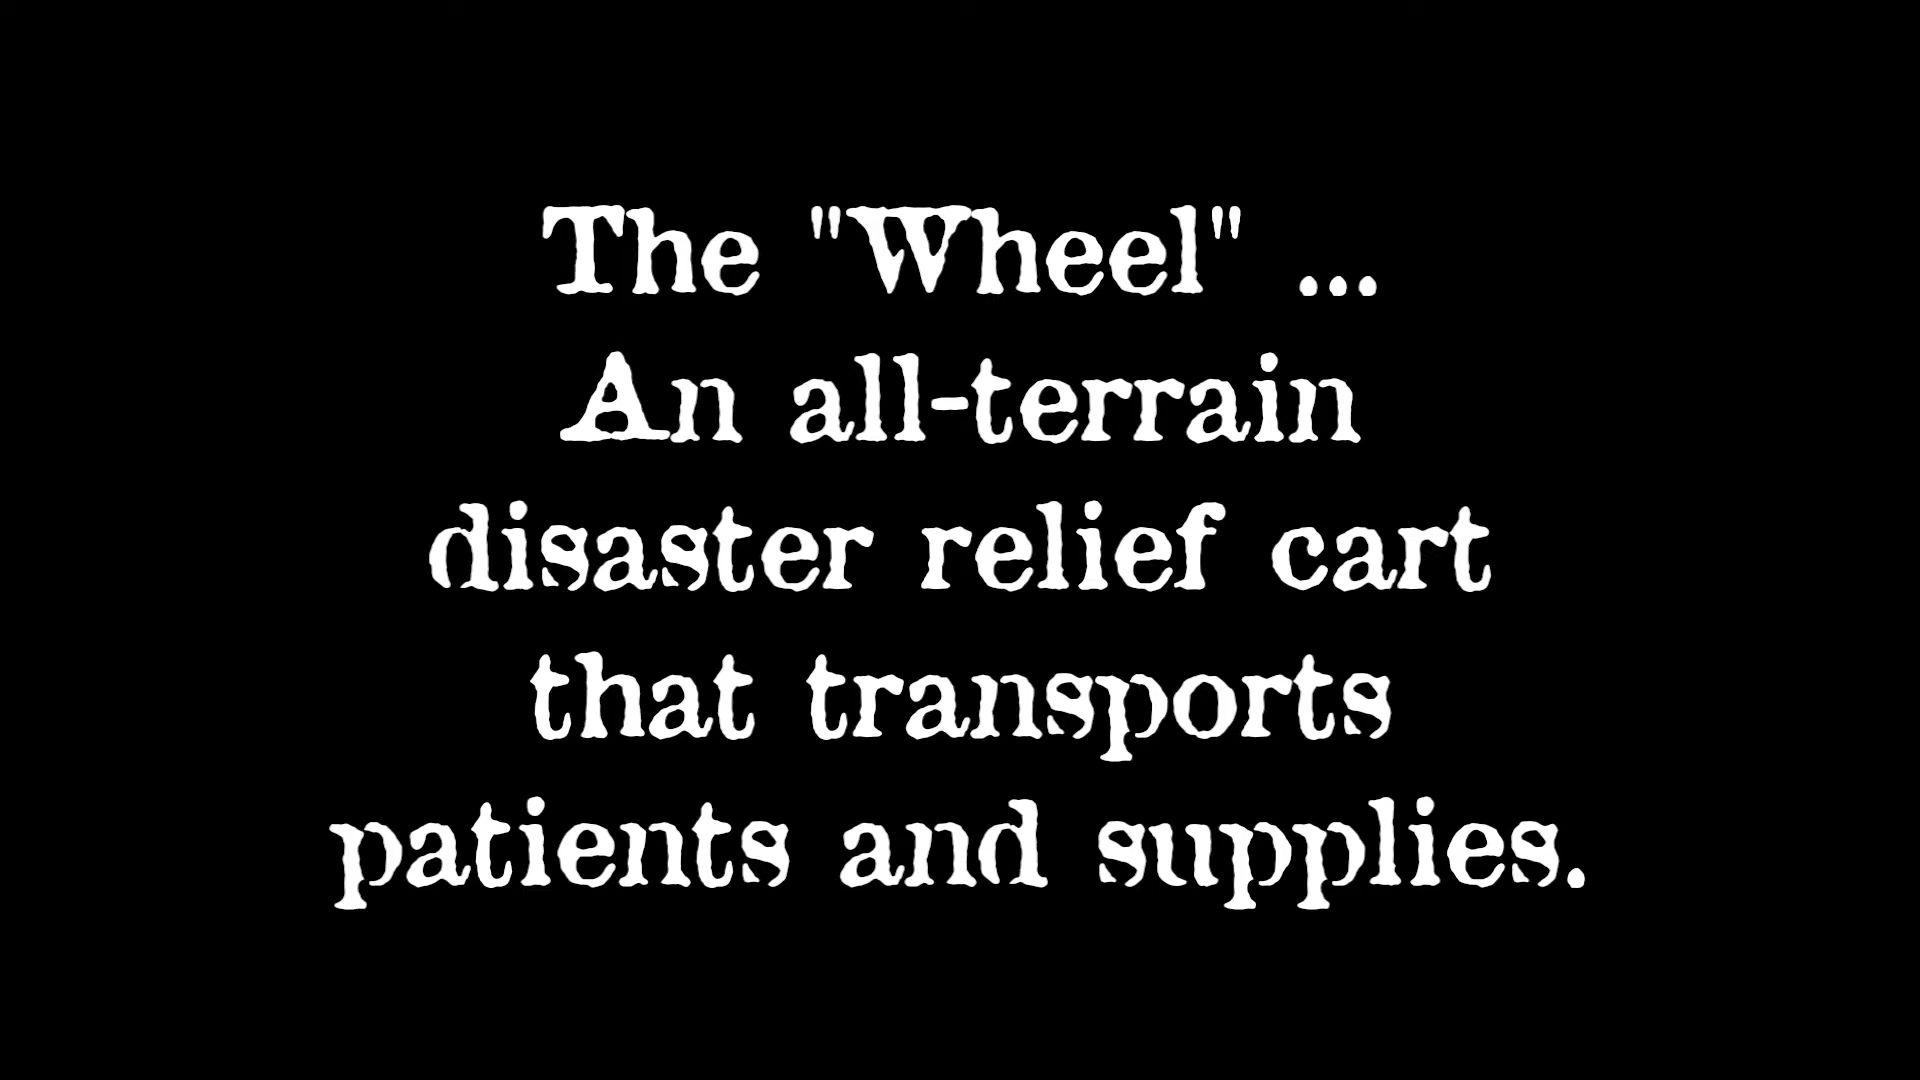 The "Wheel" ...
An all-terrain
disaster relief cart
that transports
patients and supplies.